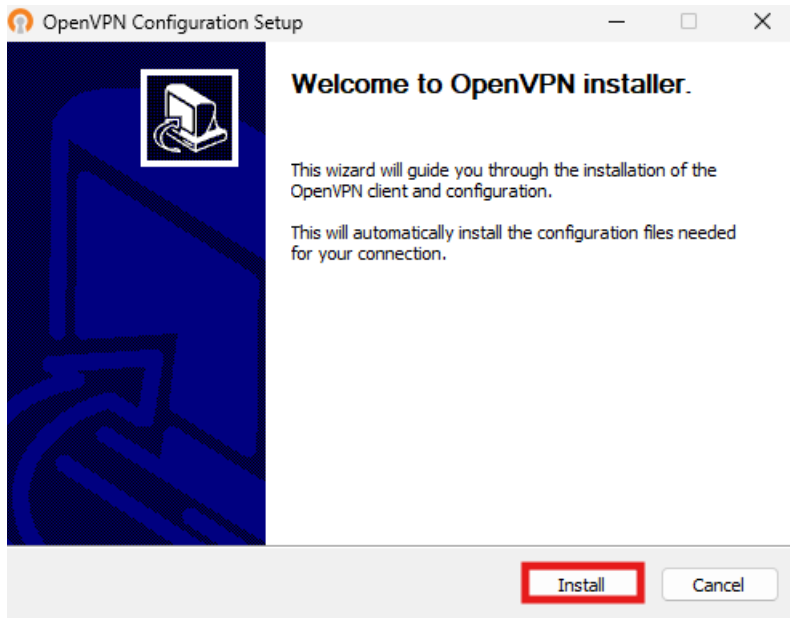 OpenVPN Configuration Setup
Welcome to OpenVPN installer.
This wizard will guide you through the installation of the
OpenVPN client and configuration.
This will automatically install the configuration files needed
for your connection.
Install
Cancel